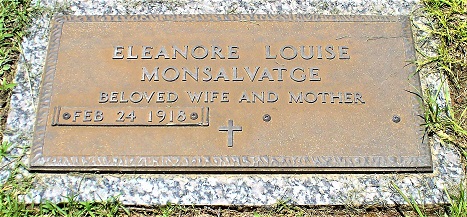 ELEANORE LOUISE
MONSALVATGE
BELOVED WIFE AND MOTHER
FEB 24 1918